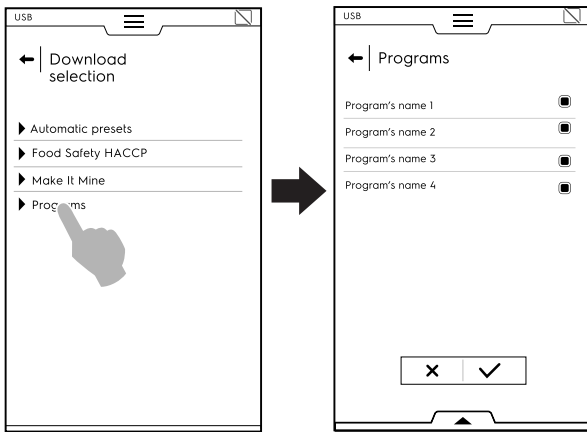 USB
Download
selection
Automatic presets
Food Safety HACCP
Make It Mine
Programs
USB
Programs
Program's name 1
Program's name 2
Program's name 3
Program's name 4